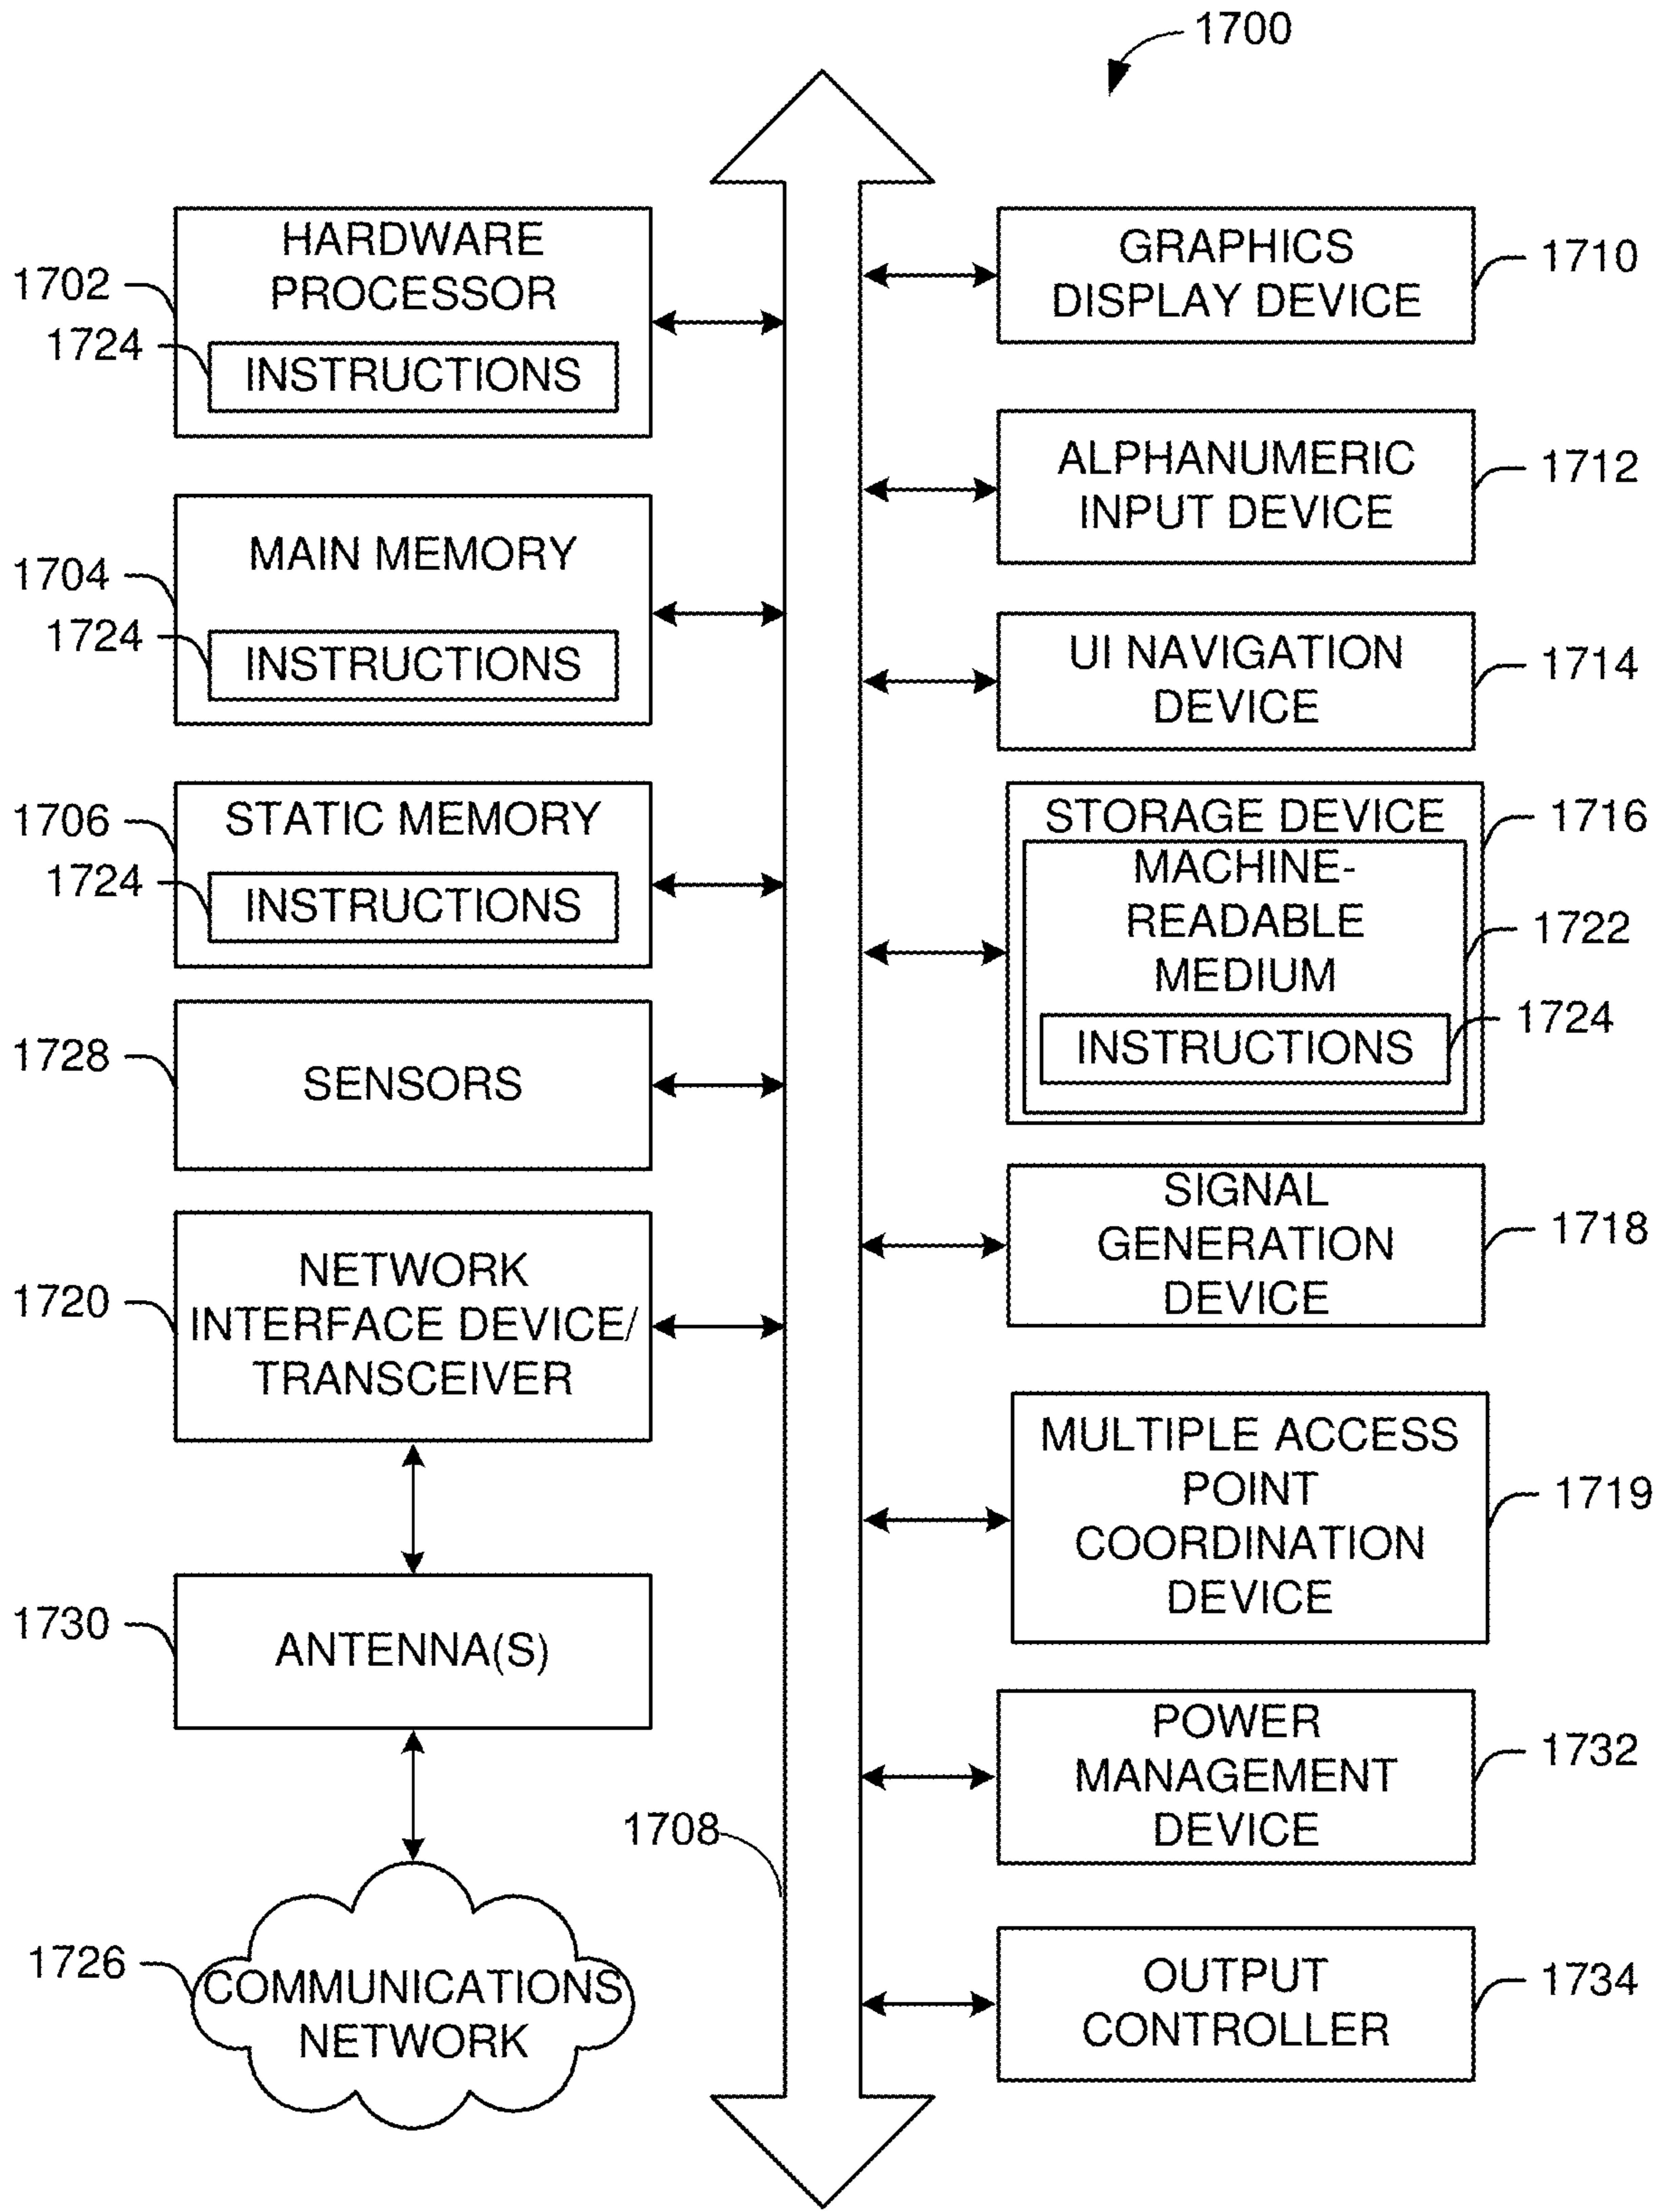 1700
1702
HARDWARE
PROCESSOR
1724
INSTRUCTIONS
1704
MAIN MEMORY
1724
INSTRUCTIONS
1706
STATIC MEMORY
1724
INSTRUCTIONS
1728
SENSORS
1720
NETWORK
INTERFACE DEVICE/
TRANSCEIVER
1730
ANTENNA(S)
1726
COMMUNICATIONS
NETWORK
1708
GRAPHICS
DISPLAY DEVICE
1710
ALPHANUMERIC
INPUT DEVICE
1712
UI NAVIGATION
DEVICE
1714
STORAGE DEVICE
1716
MACHINE-
READABLE
MEDIUM
1722
INSTRUCTIONS
1724
SIGNAL
GENERATION
DEVICE
1718
MULTIPLE ACCESS
POINT
COORDINATION
DEVICE
1719
POWER
MANAGEMENT
DEVICE
1732
OUTPUT
CONTROLLER
1734